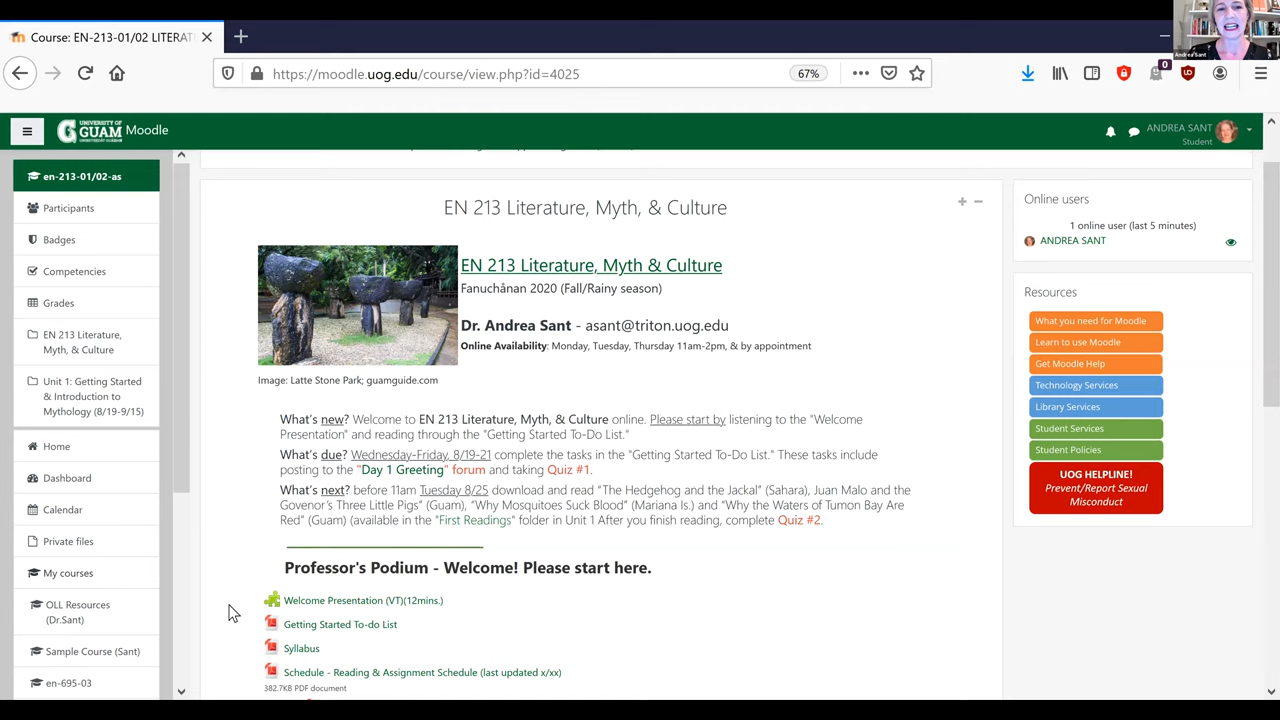 Course: EN-213-01/02 LITERAT
Andrea Sant
https://moodle.uog.edu/course/view.php?id=4025
67%
0
UNIVERSITY OF
GUAM Moodle
ANDREA SANT
Student
en-213-01/02-as
Participants
Badges
Competencies
Grades
EN 213 Literature,
Myth, & Culture
Unit 1: Getting Started
& Introduction to
Mythology (8/19-9/15)
Home
Dashboard
Calendar
Private files
My courses
OLL Resources
(Dr.Sant)
Sample Course (Sant)
en-695-03
EN 213 Literature, Myth, & Culture
EN 213 Literature, Myth & Culture
Fanuchånan 2020 (Fall/Rainy season)
Dr. Andrea Sant - asant@triton.uog.edu
Online Availability: Monday, Tuesday, Thursday 11am-2pm, & by appointment
Image: Latte Stone Park; guamguide.com
What's new? Welcome to EN 213 Literature, Myth, & Culture online. Please start by listening to the "Welcome
Presentation" and reading through the "Getting Started To-Do List."
What's due? Wednesday-Friday, 8/19-21 complete the tasks in the "Getting Started To-Do List." These tasks include
posting to the "Day 1 Greeting" forum and taking Quiz #1.
What's next? before 11am Tuesday 8/25 download and read "The Hedgehog and the Jackal" (Sahara), Juan Malo and the
Govenor's Three Little Pigs" (Guam), "Why Mosquitoes Suck Blood" (Mariana Is.) and "Why the Waters of Tumon Bay Are
Red" (Guam) (available in the "First Readings" folder in Unit 1 After you finish reading, complete Quiz #2.
Professor's Podium - Welcome! Please start here.
Welcome Presentation (VT)(12mins.)
Getting Started To-do List
Syllabus
Schedule - Reading & Assignment Schedule (last updated x/xx)
382.7KB PDF document
Online users
1 online user (last 5 minutes)
ANDREA SANT
Resources
What you need for Moodle
Learn to use Moodle
Get Moodle Help
Technology Services
Library Services
Student Services
Student Policies
UOG HELPLINE!
Prevent/Report Sexual
Misconduct